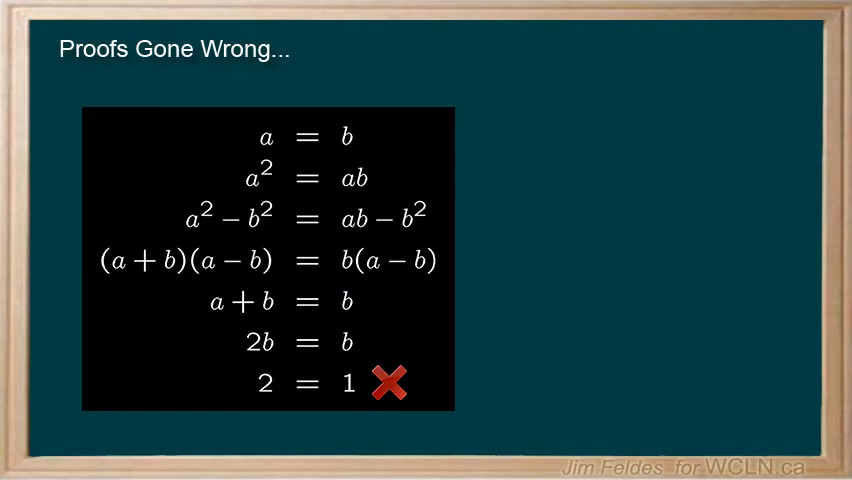 Proofs Gone Wrong...
a = b
a² = ab
a² − b² = ab − b²
(a + b)(a − b) = b(a − b)
a + b = b
2b = b
2 = 1
Jim Feldes for WCLN.ca